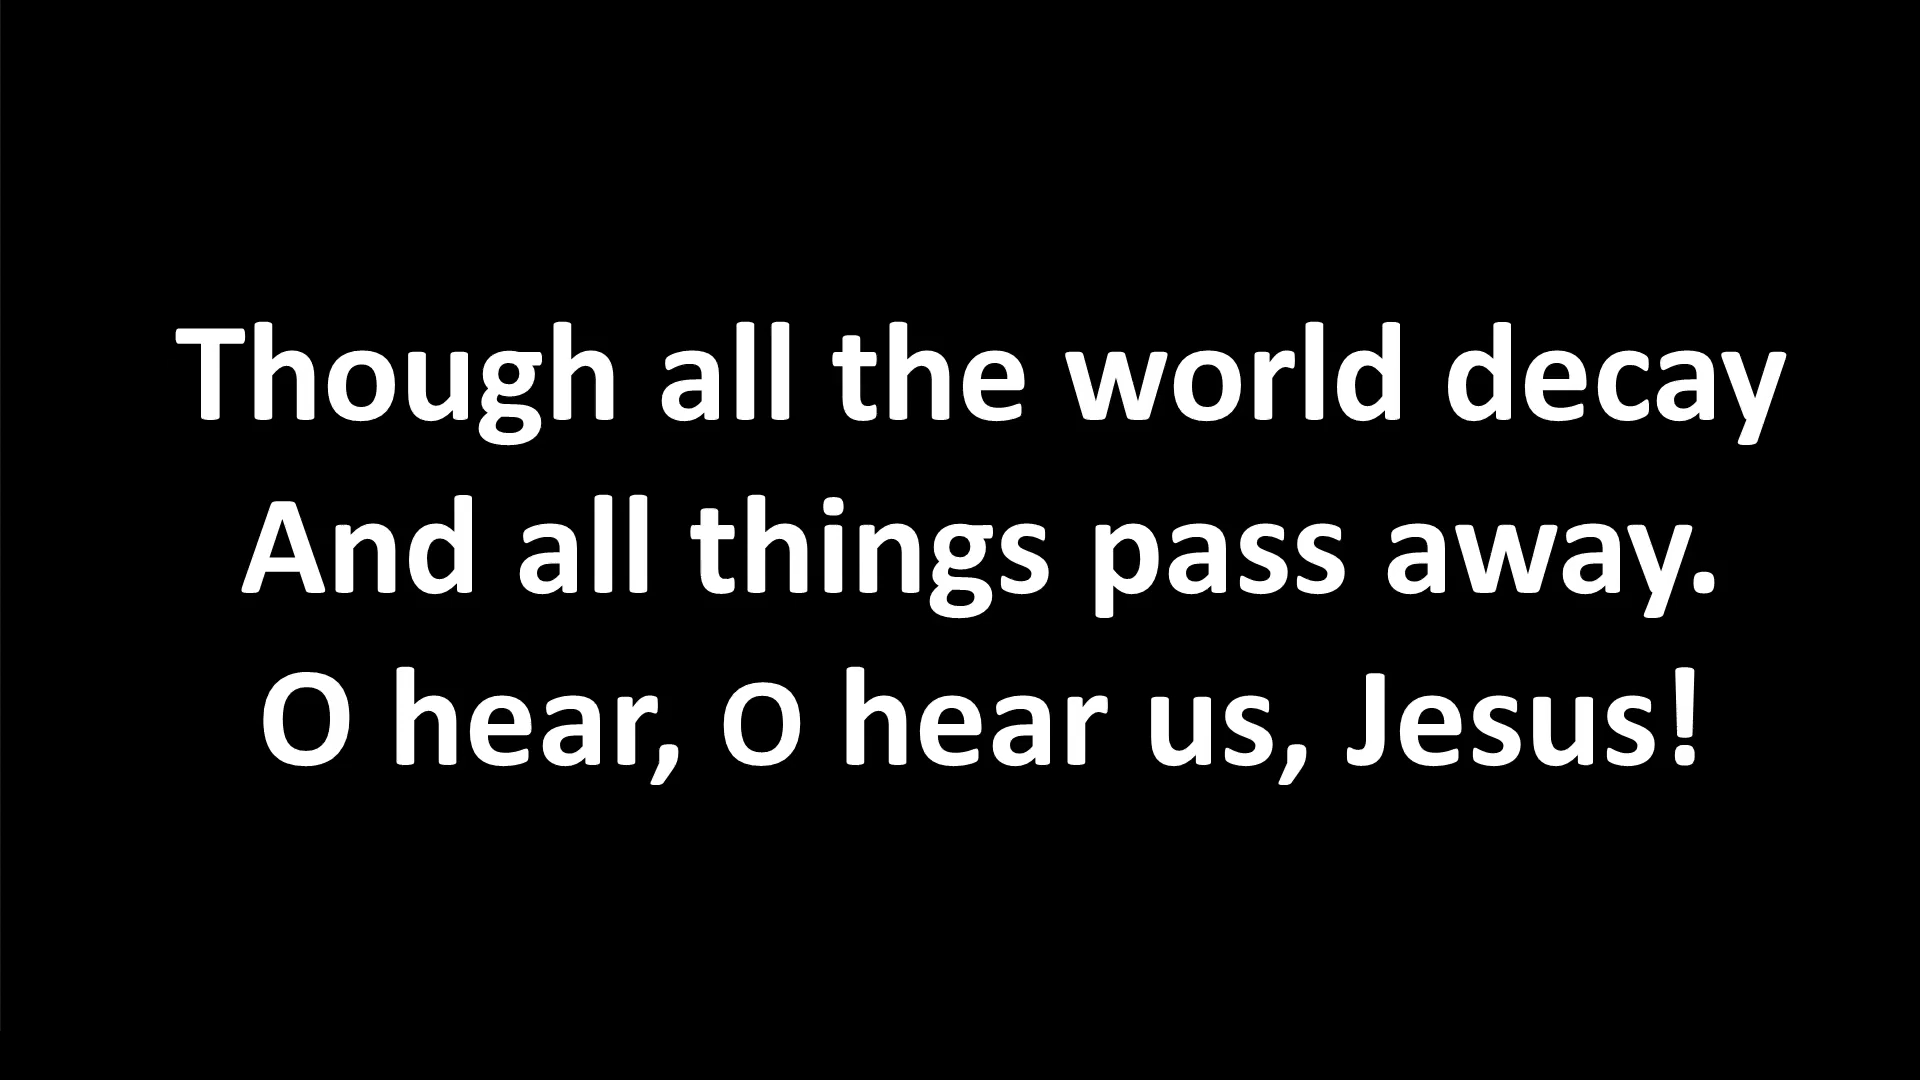 Though all the world decay
And all things pass away.
O hear, O hear us, Jesus!